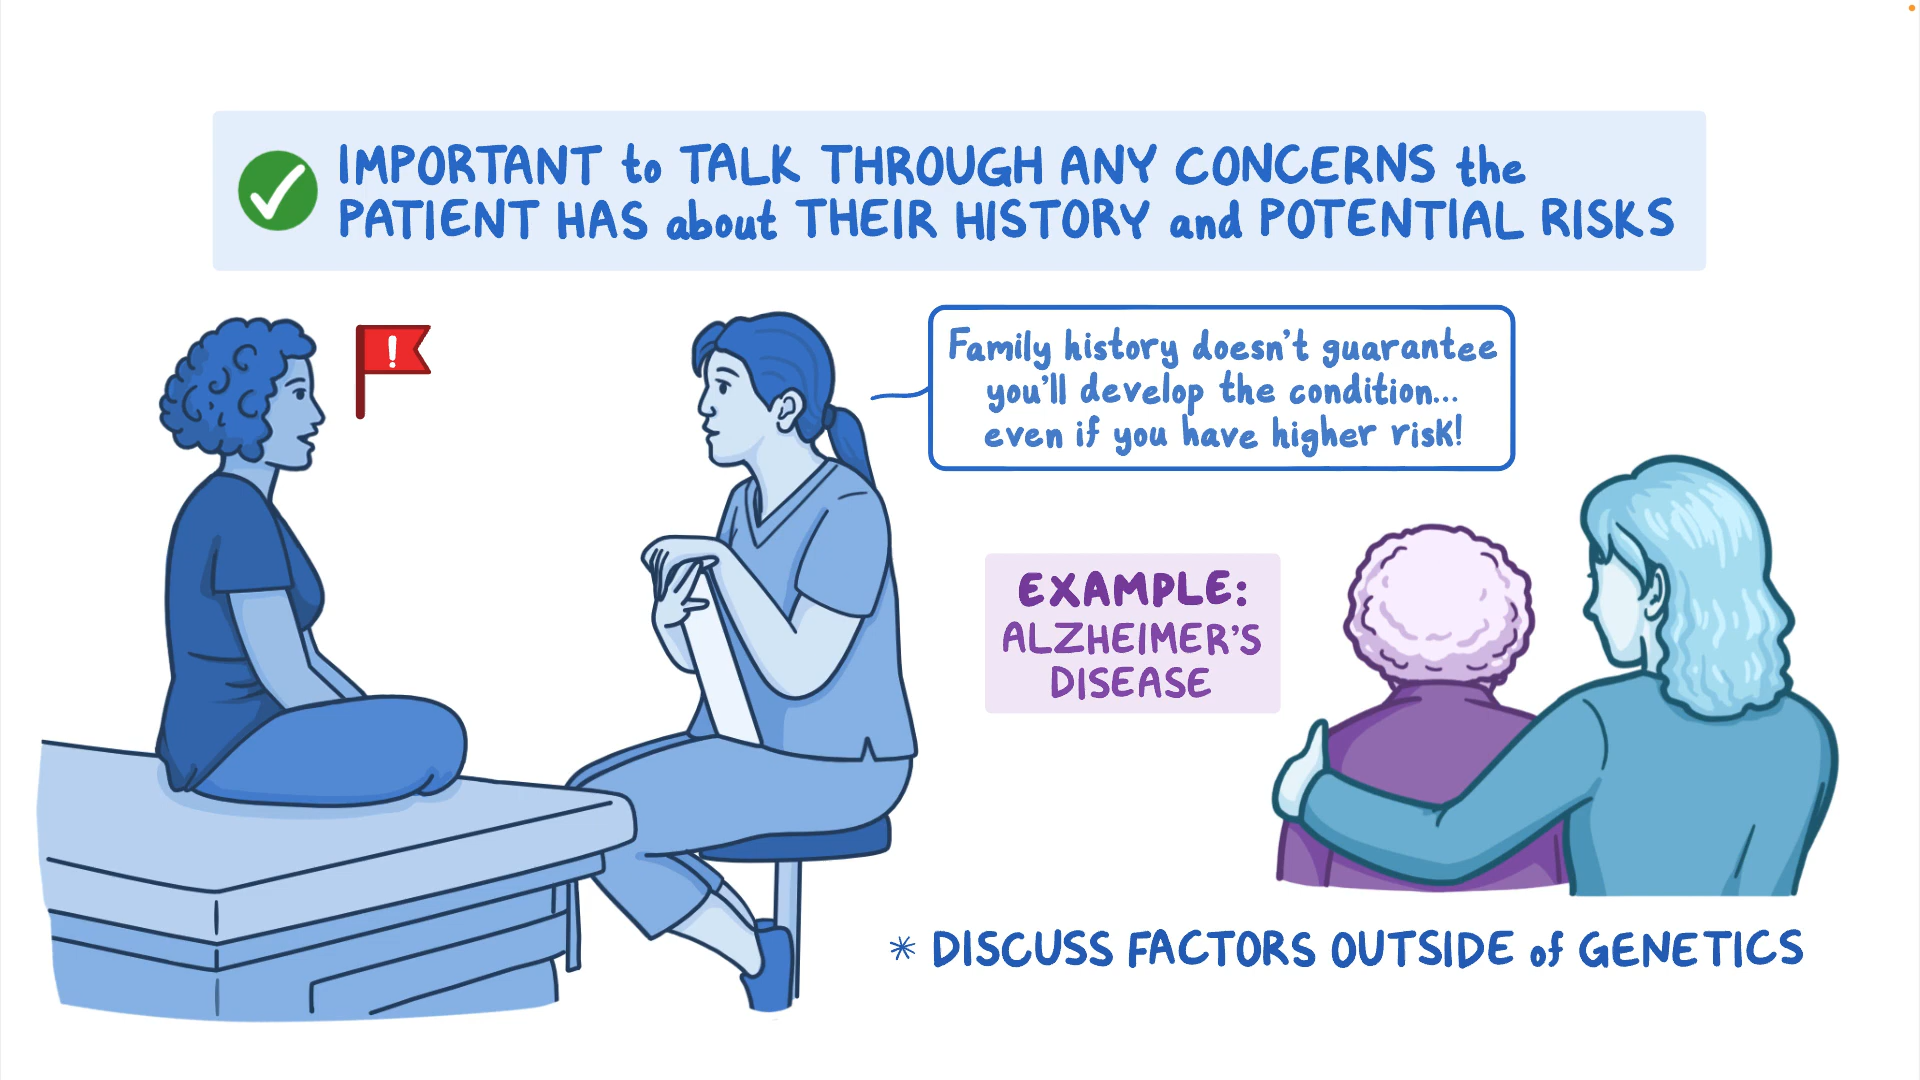 IMPORTANT to TALK THROUGH ANY CONCERNS the
PATIENT HAS about THEIR HISTORY and POTENTIAL RISKS
!
Family history doesn't guarantee
you'll develop the condition...
even if you have higher risk!
EXAMPLE:
ALZHEIMER'S
DISEASE
* DISCUSS FACTORS OUTSIDE of GENETICS